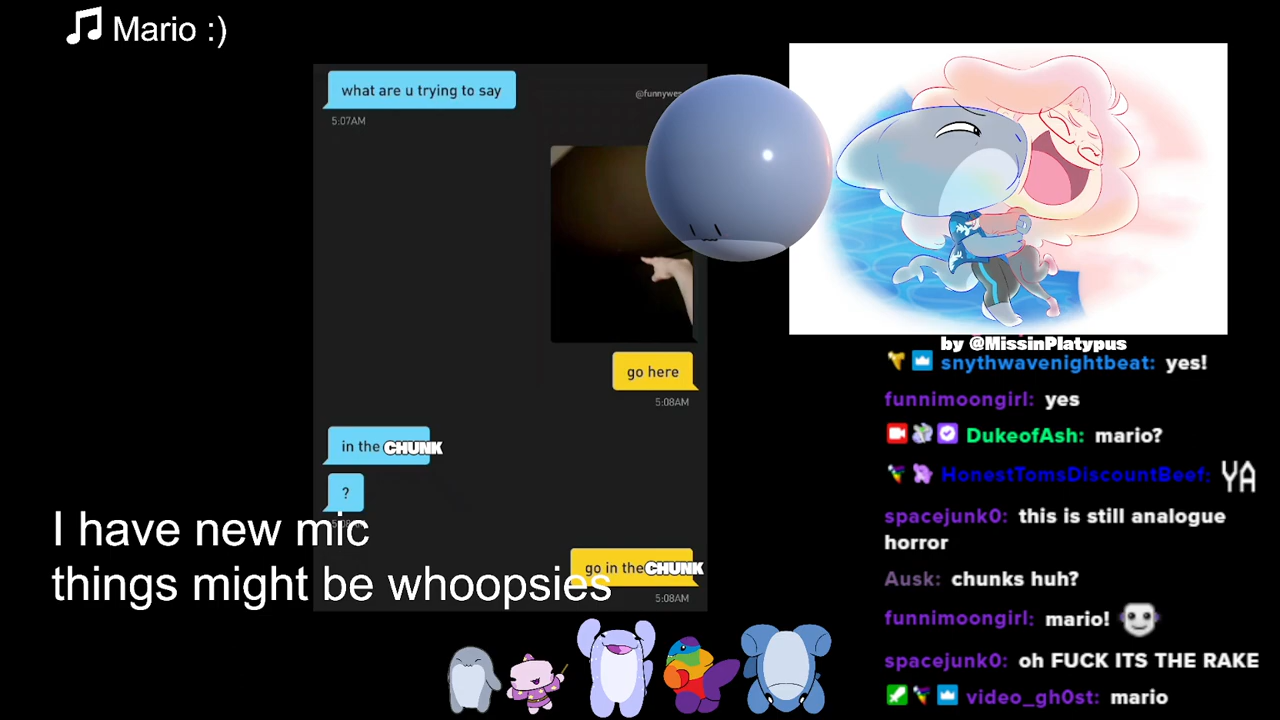 Mario :)
what are u trying to say
5:07AM
@funnywes
go here
5:08AM
in the CHUNK
?
go in the CHUNK
5:08AM
I have new mic
things might be whoopsies
by @MissinPlatypus
snythwavenightbeat: yes!
funnimoongirl: yes
DukeofAsh: mario?
HonestTomsDiscountBeef: YA
spacejunk0: this is still analogue
horror
Ausk: chunks huh?
funnimoongirl: mario!
spacejunk0: oh FUCK ITS THE RAKE
video_gh0st: mario